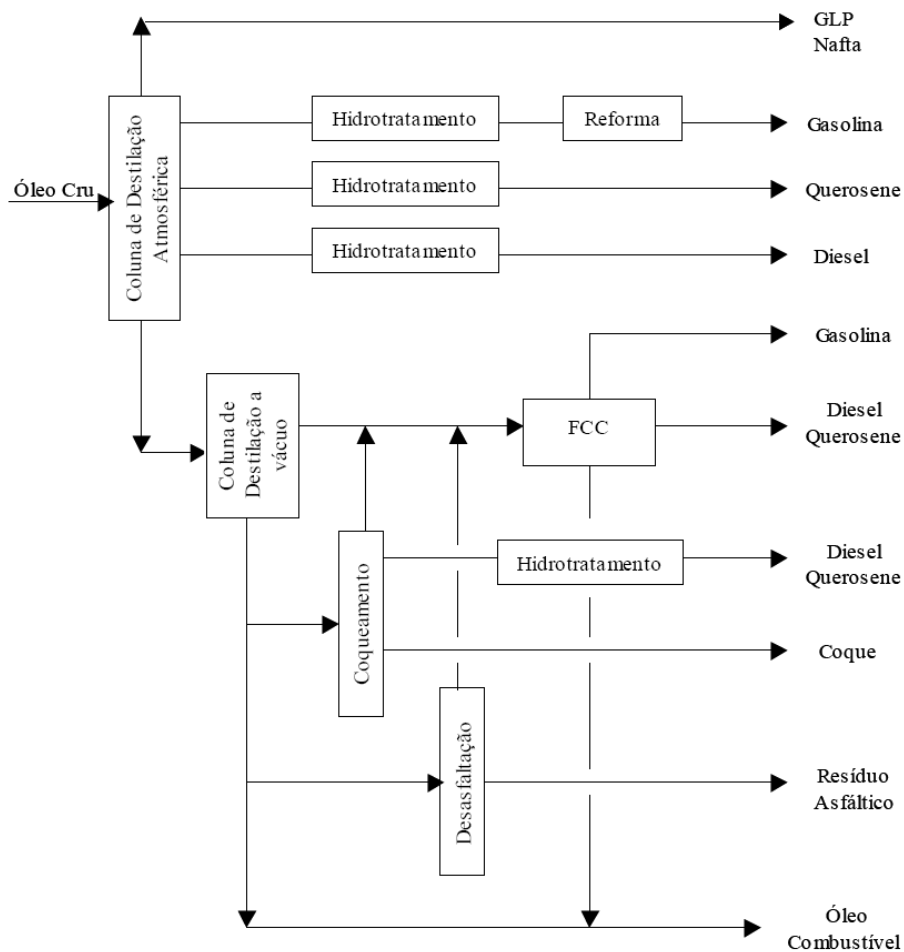 GLP
Nafta
Hidrotratamento
Reforma
Gasolina
Óleo Cru
Coluna de Destilação
Atmosférica
Hidrotratamento
Querosene
Hidrotratamento
Diesel
Gasolina
Coluna de
Destilação a
vácuo
FCC
Diesel
Querosene
Coqueamento
Hidrotratamento
Diesel
Querosene
Coque
Desasfaltação
Resíduo
Asfáltico
Óleo
Combustível